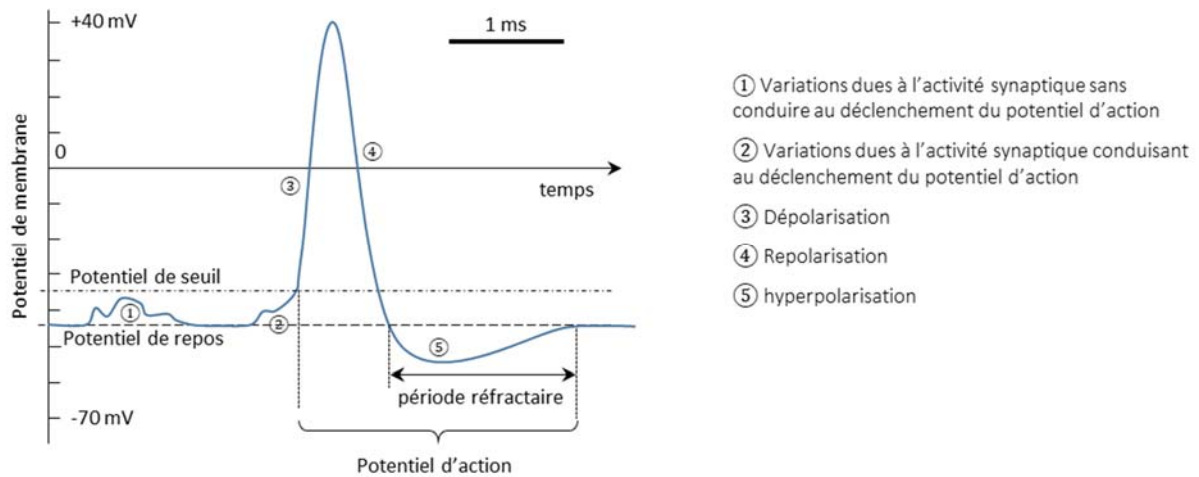 +40 mV
1 ms
Potentiel de membrane
0
④
③
temps
Potentiel de seuil
①
②
Potentiel de repos
⑤
période réfractaire
-70 mV
Potentiel d’action
① Variations dues à l’activité synaptique sans
conduire au déclenchement du potentiel d’action
② Variations dues à l’activité synaptique conduisant
au déclenchement du potentiel d’action
③ Dépolarisation
④ Repolarisation
⑤ hyperpolarisation